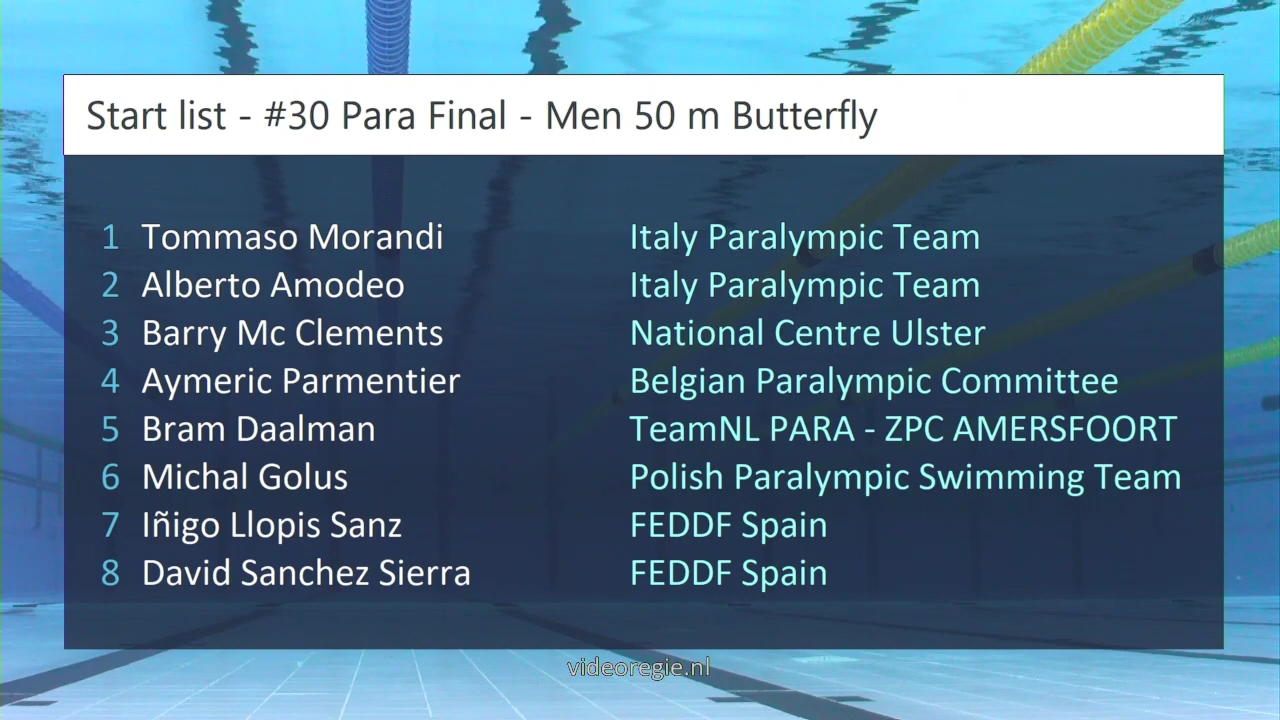 Start list - #30 Para Final - Men 50 m Butterfly
1 Tommaso Morandi Italy Paralympic Team
2 Alberto Amodeo Italy Paralympic Team
3 Barry Mc Clements National Centre Ulster
4 Aymeric Parmentier Belgian Paralympic Committee
5 Bram Daalman TeamNL PARA - ZPC AMERSFOORT
6 Michal Golus Polish Paralympic Swimming Team
7 Iñigo Llopis Sanz FEDDF Spain
8 David Sanchez Sierra FEDDF Spain
videoregie.nl